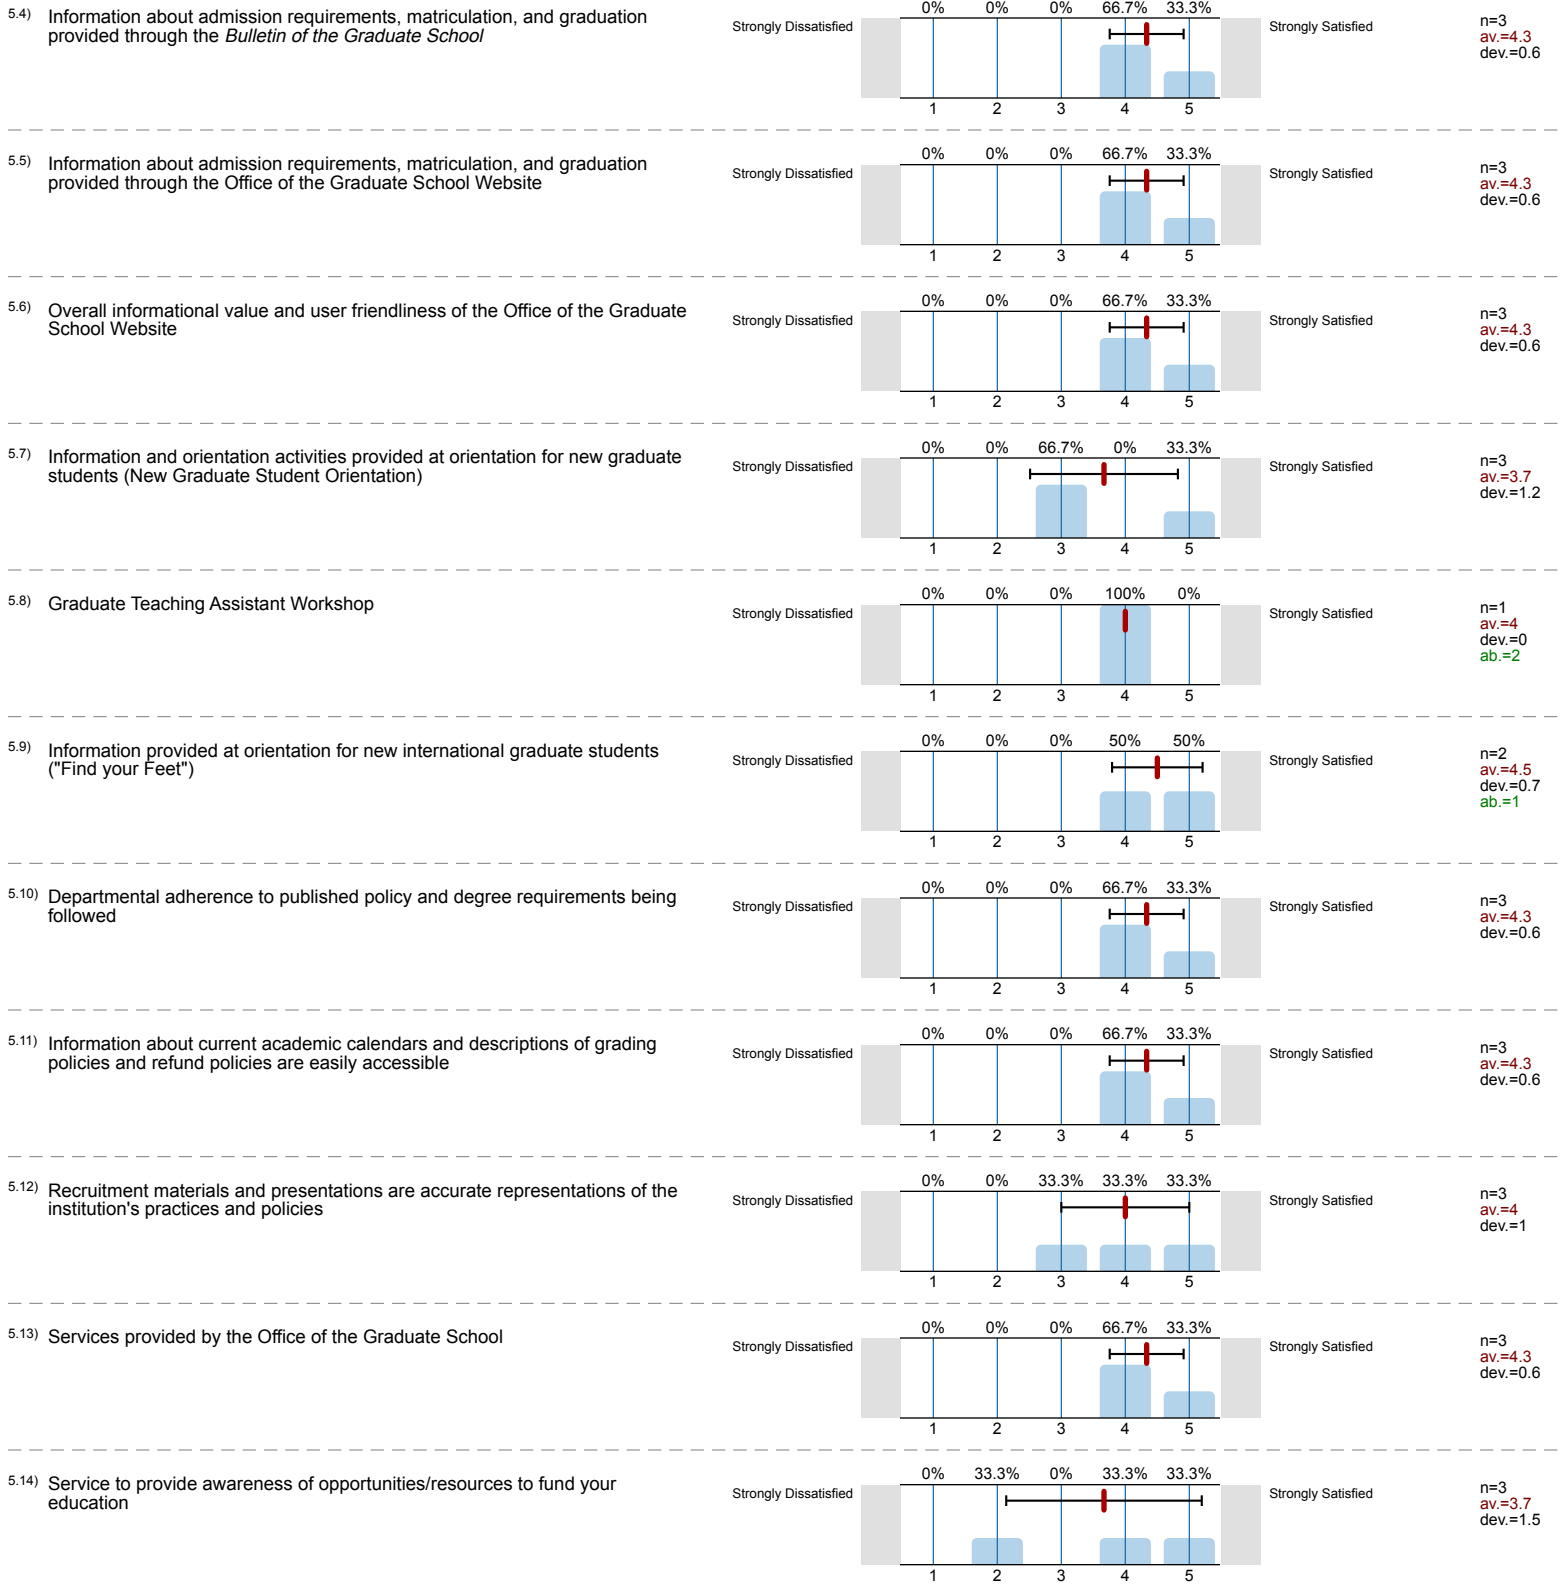 5.4) Information about admission requirements, matriculation, and graduation
provided through the Bulletin of the Graduate School
Strongly Dissatisfied
0% 0% 0% 66.7% 33.3%
1 2 3 4 5
Strongly Satisfied
n=3
av.=4.3
dev.=0.6
5.5) Information about admission requirements, matriculation, and graduation
provided through the Office of the Graduate School Website
Strongly Dissatisfied
0% 0% 0% 66.7% 33.3%
1 2 3 4 5
Strongly Satisfied
n=3
av.=4.3
dev.=0.6
5.6) Overall informational value and user friendliness of the Office of the Graduate
School Website
Strongly Dissatisfied
0% 0% 0% 66.7% 33.3%
1 2 3 4 5
Strongly Satisfied
n=3
av.=4.3
dev.=0.6
5.7) Information and orientation activities provided at orientation for new graduate
students (New Graduate Student Orientation)
Strongly Dissatisfied
0% 0% 66.7% 0% 33.3%
1 2 3 4 5
Strongly Satisfied
n=3
av.=3.7
dev.=1.2
5.8) Graduate Teaching Assistant Workshop
Strongly Dissatisfied
0% 0% 0% 100% 0%
1 2 3 4 5
Strongly Satisfied
n=1
av.=4
dev.=0
ab.=2
5.9) Information provided at orientation for new international graduate students
("Find your Feet")
Strongly Dissatisfied
0% 0% 0% 50% 50%
1 2 3 4 5
Strongly Satisfied
n=2
av.=4.5
dev.=0.7
ab.=1
5.10) Departmental adherence to published policy and degree requirements being
followed
Strongly Dissatisfied
0% 0% 0% 66.7% 33.3%
1 2 3 4 5
Strongly Satisfied
n=3
av.=4.3
dev.=0.6
5.11) Information about current academic calendars and descriptions of grading
policies and refund policies are easily accessible
Strongly Dissatisfied
0% 0% 0% 66.7% 33.3%
1 2 3 4 5
Strongly Satisfied
n=3
av.=4.3
dev.=0.6
5.12) Recruitment materials and presentations are accurate representations of the
institution's practices and policies
Strongly Dissatisfied
0% 0% 33.3% 33.3% 33.3%
1 2 3 4 5
Strongly Satisfied
n=3
av.=4
dev.=1
5.13) Services provided by the Office of the Graduate School
Strongly Dissatisfied
0% 0% 0% 66.7% 33.3%
1 2 3 4 5
Strongly Satisfied
n=3
av.=4.3
dev.=0.6
5.14) Service to provide awareness of opportunities/resources to fund your
education
Strongly Dissatisfied
0% 33.3% 0% 33.3% 33.3%
1 2 3 4 5
Strongly Satisfied
n=3
av.=3.7
dev.=1.5